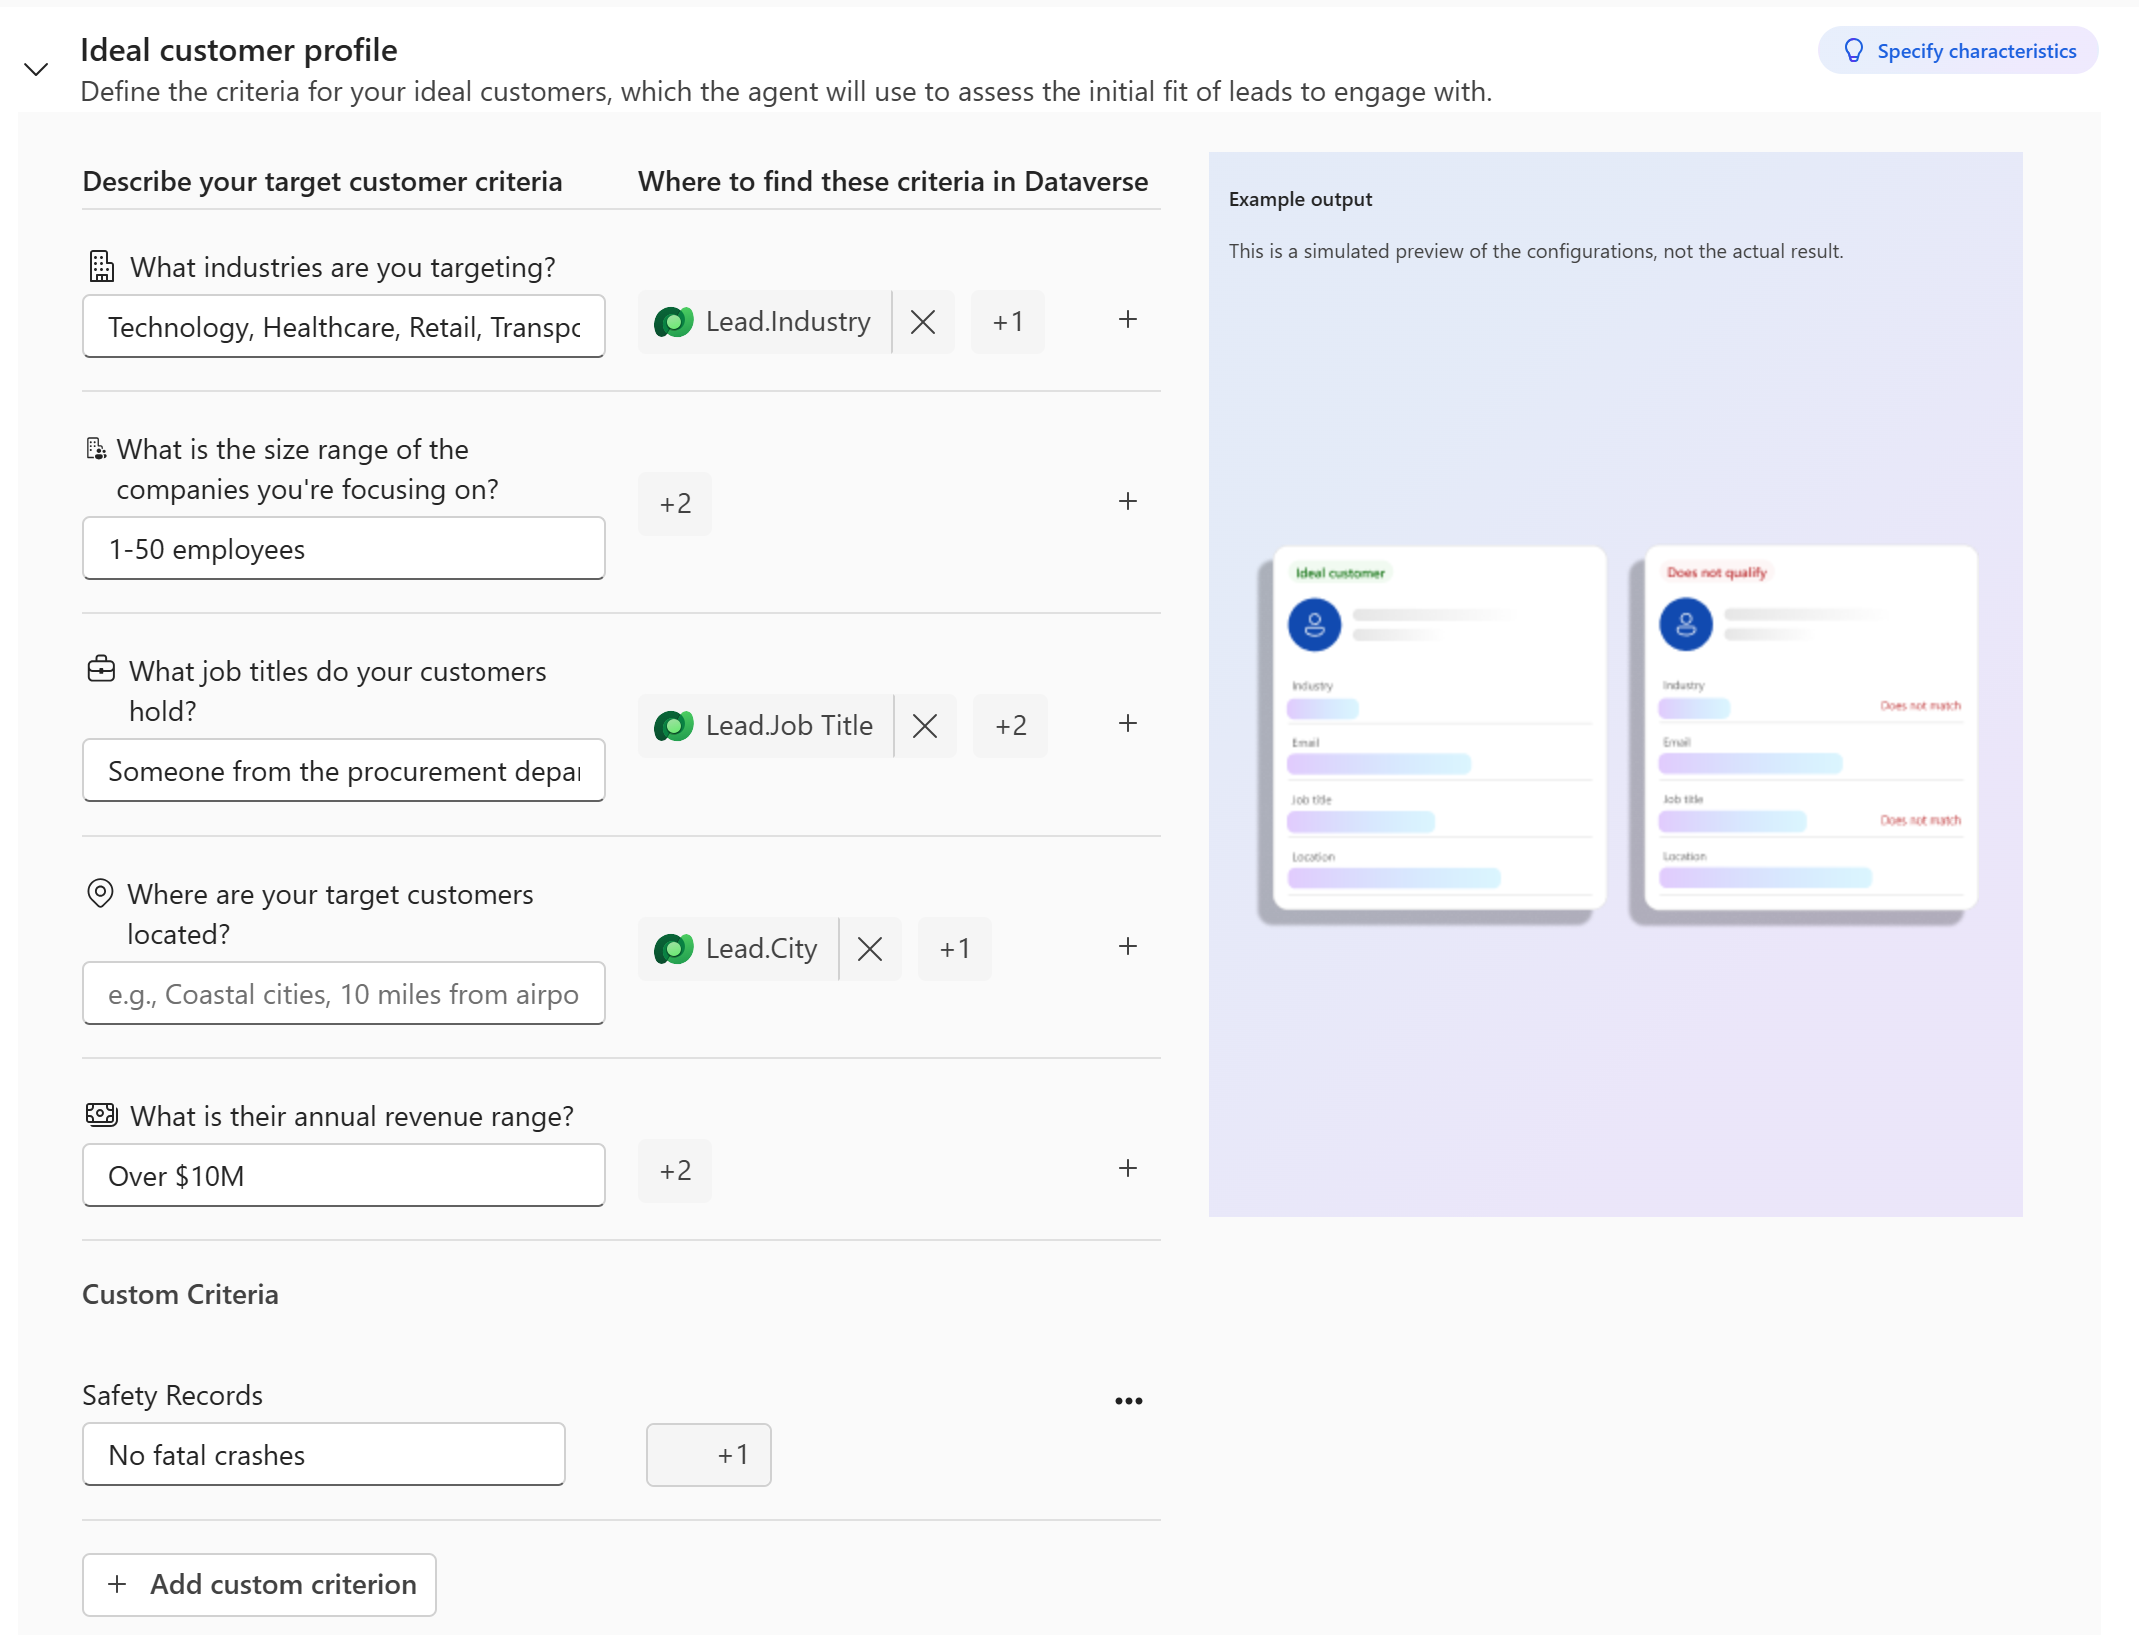 Ideal customer profile
Specify characteristics
Define the criteria for your ideal customers, which the agent will use to assess the initial fit of leads to engage with.
Describe your target customer criteria
Where to find these criteria in Dataverse
What industries are you targeting?
Technology, Healthcare, Retail, Transpo
Lead.Industry
+1
What is the size range of the
companies you're focusing on?
1-50 employees
+2
What job titles do your customers
hold?
Someone from the procurement depar
Lead.Job Title
+2
Where are your target customers
located?
e.g., Coastal cities, 10 miles from airpo
Lead.City
+1
What is their annual revenue range?
Over $10M
+2
Custom Criteria
Safety Records
No fatal crashes
+1
+ Add custom criterion
Example output
This is a simulated preview of the configurations, not the actual result.
Ideal customer
Industry
Email
Job title
Location
Does not qualify
Industry
Does not match
Email
Job title
Does not match
Location